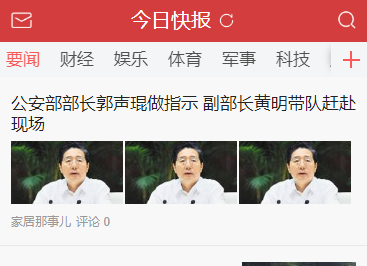 今日快报
要闻 财经 娱乐 体育 军事 科技
公安部部长郭声琨做指示 副部长黄明带队赶赴
现场
家居那事儿 评论 0